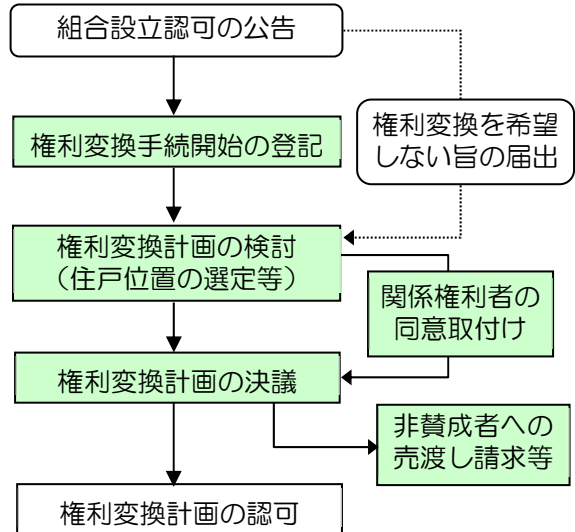 組合設立認可の公告
権利変換を希望
しない旨の届出
権利変換手続開始の登記
権利変換計画の検討
（住戸位置の選定等）
関係権利者の
同意取付け
権利変換計画の決議
非賛成者への
売渡し請求等
権利変換計画の認可